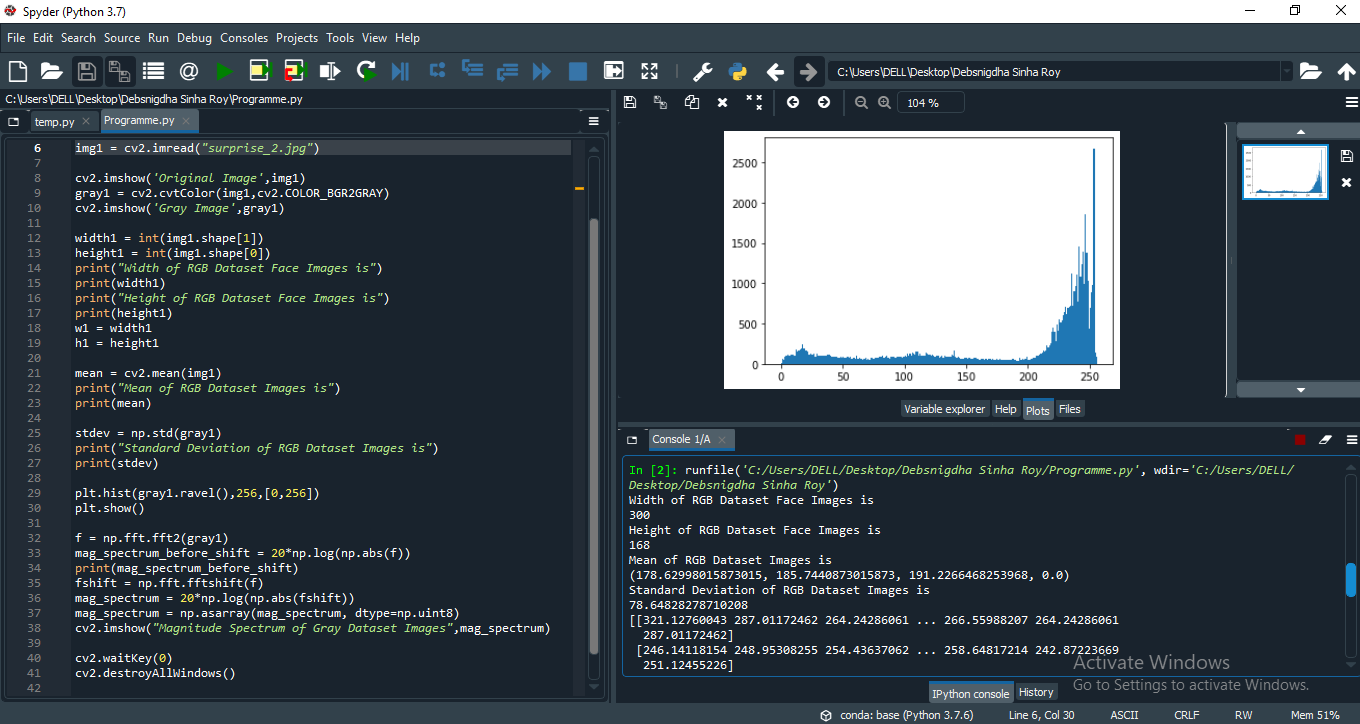 Spyder (Python 3.7)
File Edit Search Source Run Debug Consoles Projects Tools View Help
C:\Users\DELL\Desktop\Debsnigdha Sinha Roy
C:\Users\DELL\Desktop\Debsnigdha Sinha Roy\Programme.py
temp.py
Programme.py
6 img1 = cv2.imread("surprise_2.jpg")
7
8 cv2.imshow('Original Image',img1)
9 gray1 = cv2.cvtColor(img1,cv2.COLOR_BGR2GRAY)
10 cv2.imshow('Gray Image',gray1)
11
12 width1 = int(img1.shape[1])
13 height1 = int(img1.shape[0])
14 print("Width of RGB Dataset Face Images is")
15 print(width1)
16 print("Height of RGB Dataset Face Images is")
17 print(height1)
18 w1 = width1
19 h1 = height1
20
21 mean = cv2.mean(img1)
22 print("Mean of RGB Dataset Images is")
23 print(mean)
24
25 stdev = np.std(gray1)
26 print("Standard Deviation of RGB Dataset Images is")
27 print(stdev)
28
29 plt.hist(gray1.ravel(),256,[0,256])
30 plt.show()
31
32 f = np.fft.fft2(gray1)
33 mag_spectrum_before_shift = 20*np.log(np.abs(f))
34 print(mag_spectrum_before_shift)
35 fshift = np.fft.fftshift(f)
36 mag_spectrum = 20*np.log(np.abs(fshift))
37 mag_spectrum = np.asarray(mag_spectrum, dtype=np.uint8)
38 cv2.imshow("Magnitude Spectrum of Gray Dataset Images",mag_spectrum)
39
40 cv2.waitKey(0)
41 cv2.destroyAllWindows()
42
104 %
2500
2000
1500
1000
500
0
0 50 100 150 200 250
Variable explorer Help Plots Files
Console 1/A
In [2]: runfile('C:/Users/DELL/Desktop/Debsnigdha Sinha Roy/Programme.py', wdir='C:/Users/DELL/
Desktop/Debsnigdha Sinha Roy')
Width of RGB Dataset Face Images is
300
Height of RGB Dataset Face Images is
168
Mean of RGB Dataset Images is
(178.62998015873015, 185.7440873015873, 191.2266468253968, 0.0)
Standard Deviation of RGB Dataset Images is
78.64828278710208
[[321.12760043 287.01172462 264.24286061 ... 266.55988207 264.24286061
287.01172462]
[246.14118154 248.95308255 254.43637062 ... 258.64817214 242.87223669
251.12455226]
Activate Windows
Go to Settings to activate Windows.
IPython console History
conda: base (Python 3.7.6) Line 6, Col 30 ASCII CRLF RW Mem 51%